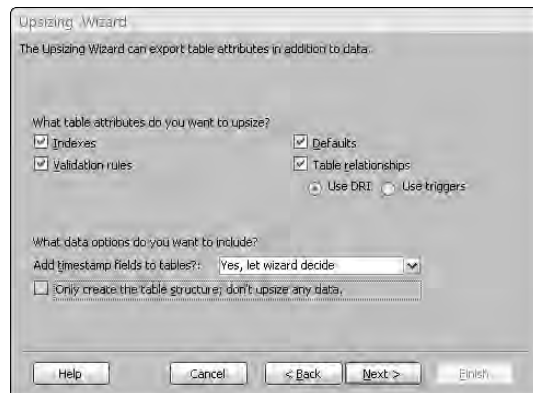 Upsizing Wizard
The Upsizing Wizard can export table attributes in addition to data.
What table attributes do you want to upsize?
Indexes
Defaults
Validation rules
Table relationships
Use DRI
Use triggers
What data options do you want to include?
Add timestamp fields to tables?: Yes, let wizard decide
Only create the table structure; don't upsize any data.
Help Cancel < Back Next > Finish